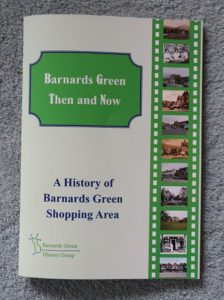 Barnards Green
Then and Now
A History of
Barnards Green
Shopping Area
Barnards Green
History Group